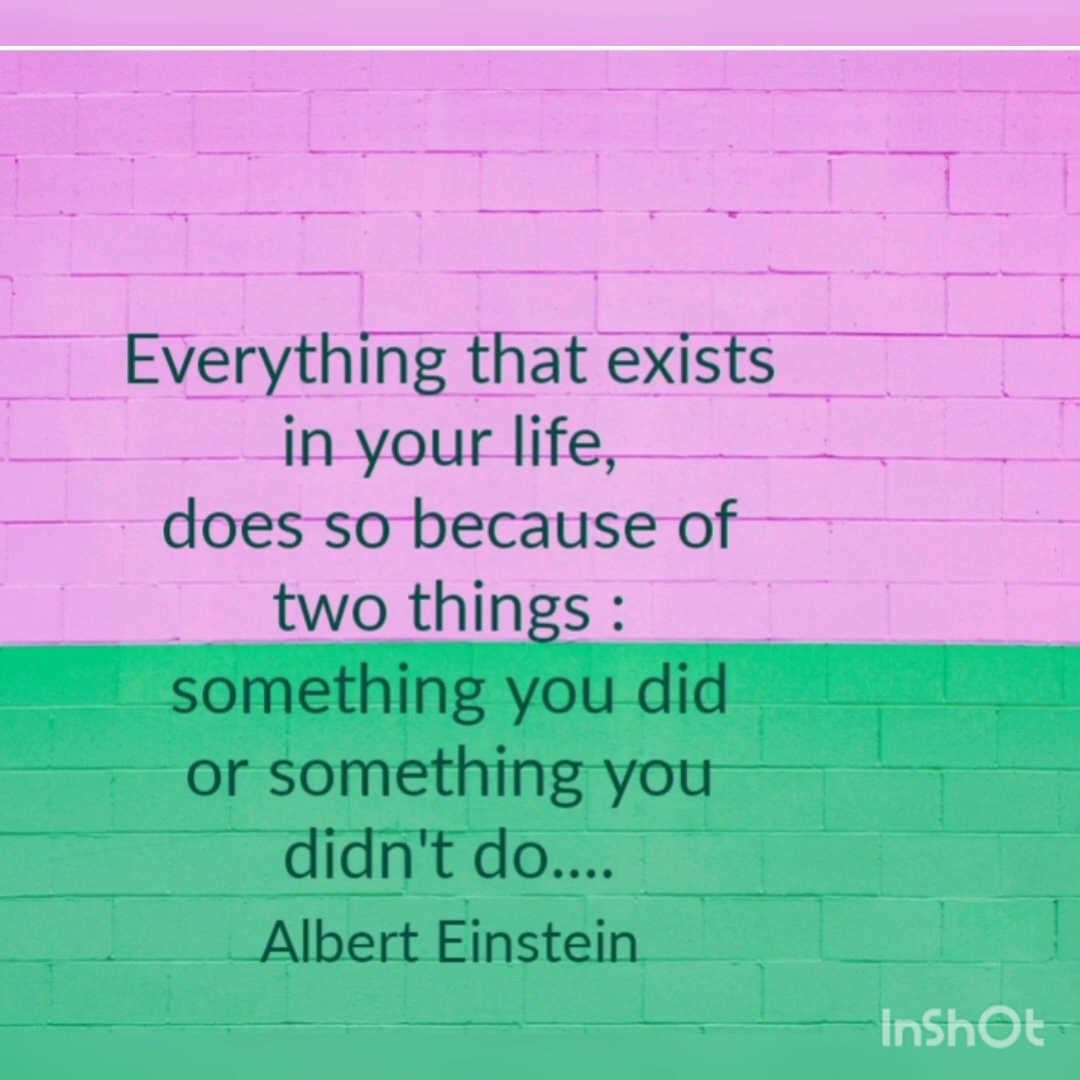 Everything that exists
in your life,
does so because of
two things :
something you did
or something you
didn't do....
Albert Einstein
InShOt